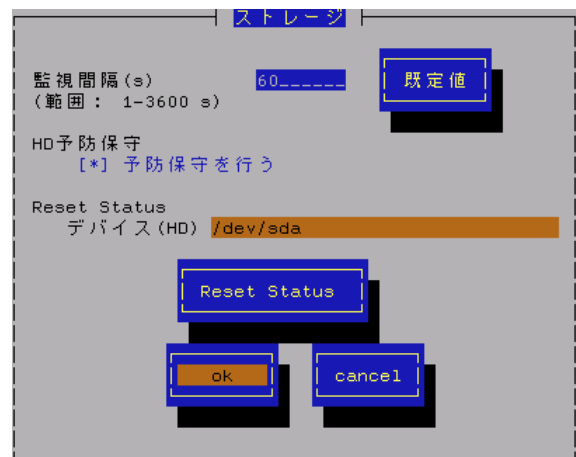 ストレージ
監視間隔(s) 60______ 既定値
(範囲: 1-3600 s)
HD予防保守
[*] 予防保守を行う
Reset Status
デバイス(HD) /dev/sda
Reset Status
ok cancel